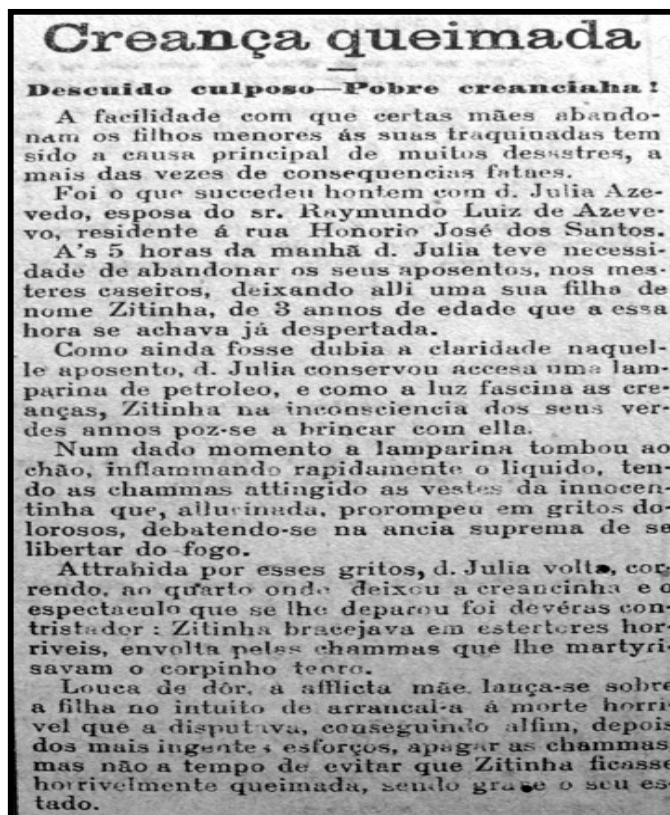 Creança queimada
Descuido culposo—Pobre creancinha!
A facilidade com que certas mães abando-
nam os filhos menores ás suas traquinadas tem
sido a causa principal de muitos desastres, a
mais das vezes de consequencias fataes.
Foi o que succedeu hontem com d. Julia Aze-
vedo, esposa do sr. Raymundo Luiz de Azeve-
vo, residente á rua Honorio José dos Santos.
A's 5 horas da manhã d. Julia teve necessi-
dade de abandonar os seus aposentos, nos mes-
teres caseiros, deixando alli uma sua filha de
nome Zitinha, de 3 annos de edade que a essa
hora se achava já despertada.
Como ainda fosse dubia a claridade naquel-
le aposento, d. Julia conservou accesa uma lam-
parina de petroleo, e como a luz fascina as cre-
anças, Zitinha na inconsciencia dos seus ver-
des annos poz-se a brincar com ella.
Num dado momento a lamparina tombou ao
chão, inflammando rapidamente o liquido, ten-
do as chammas attingido as vestes da innocen-
tinha que, allucinada, prorompeu em gritos do-
lorosos, debatendo-se na ancia suprema de se
libertar do fogo.
Attrahida por esses gritos, d. Julia volta, cor-
rendo, ao quarto onde deixou a creancinha e o
espectaculo que se lhe deparou foi devéras con
tristador: Zitinha bracejava em estertores hor-
riveis, envolta pelas chammas que lhe martyri-
savam o corpinho tenro.
Louca de dôr, a afflicta mãe lança-se sobre
a filha no intuito de arrancal-a á morte horri-
vel que a disputava, conseguindo alfim, depois
dos mais ingentes esforços, apagar as chammas
mas não a tempo de evitar que Zitinha ficasse
horrivelmente queimada, sendo grave o seu es-
tado.